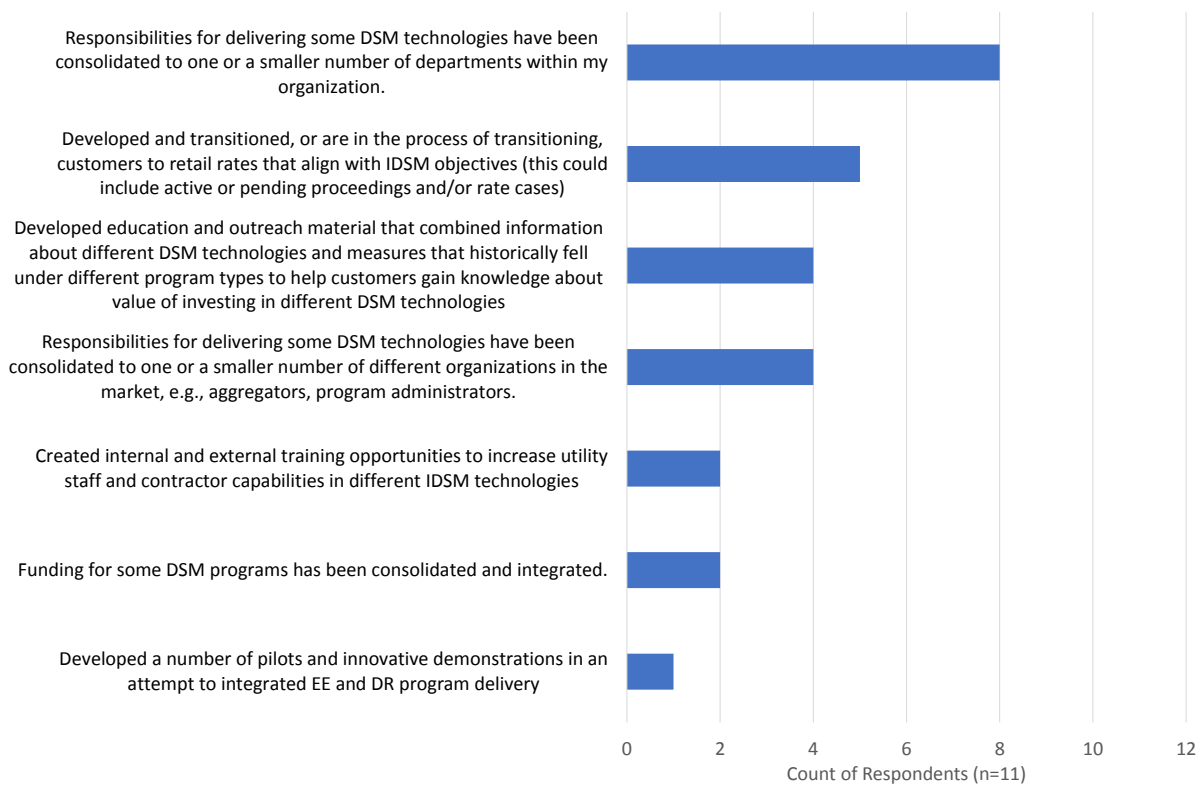 Responsibilities for delivering some DSM technologies have been
consolidated to one or a smaller number of departments within my
organization.
Developed and transitioned, or are in the process of transitioning,
customers to retail rates that align with IDSM objectives (this could
include active or pending proceedings and/or rate cases)
Developed education and outreach material that combined information
about different DSM technologies and measures that historically fell
under different program types to help customers gain knowledge about
value of investing in different DSM technologies
Responsibilities for delivering some DSM technologies have been
consolidated to one or a smaller number of different organizations in the
market, e.g., aggregators, program administrators.
Created internal and external training opportunities to increase utility
staff and contractor capabilities in different IDSM technologies
Funding for some DSM programs has been consolidated and integrated.
Developed a number of pilots and innovative demonstrations in an
attempt to integrated EE and DR program delivery
0 2 4 6 8 10 12
Count of Respondents (n=11)